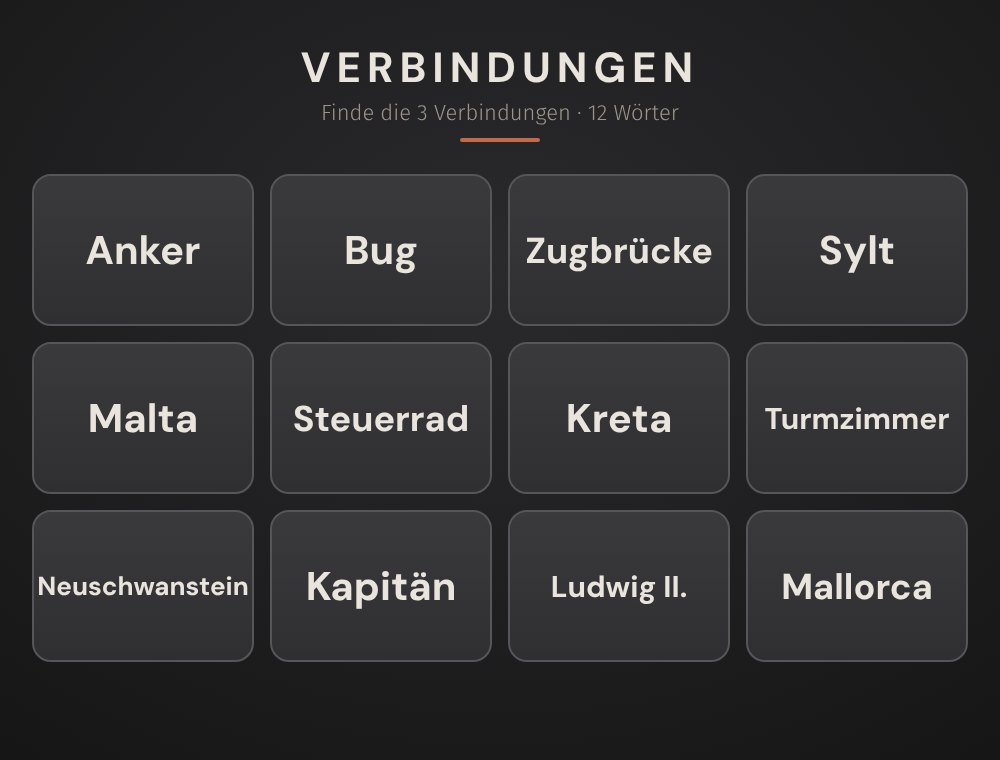 VERBINDUNGEN
Finde die 3 Verbindungen · 12 Wörter
Anker
Bug
Zugbrücke
Sylt
Malta
Steuerrad
Kreta
Turmzimmer
Neuschwanstein
Kapitän
Ludwig II.
Mallorca